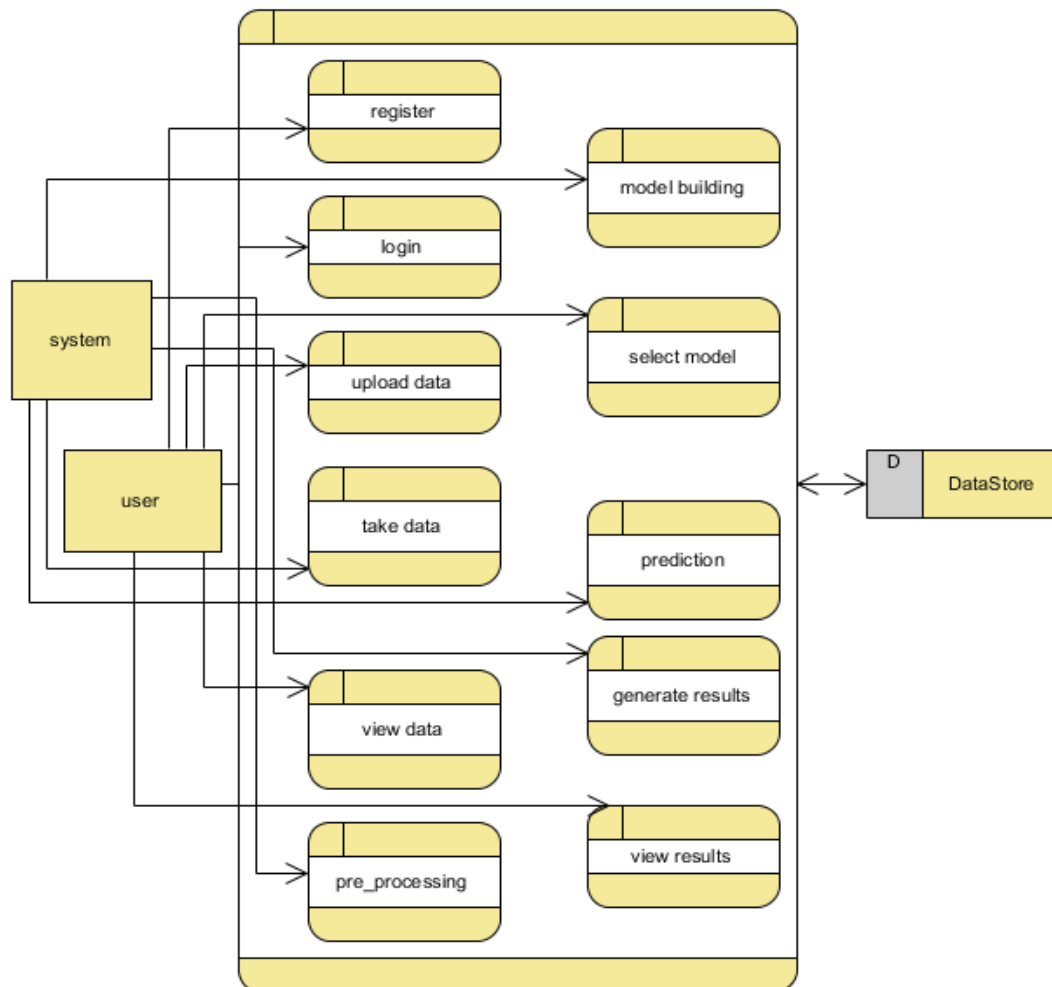 register
model building
login
system
select model
upload data
D
DataStore
user
take data
prediction
generate results
view data
view results
pre_processing